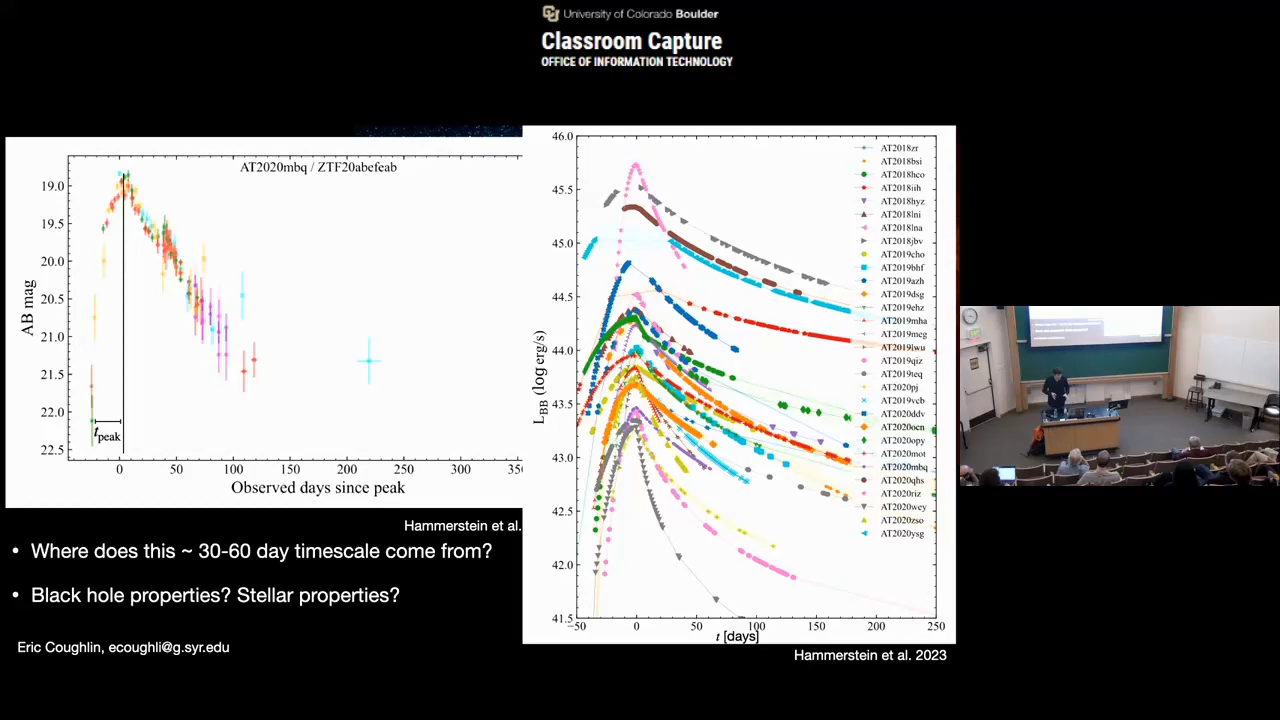 University of Colorado Boulder
Classroom Capture
OFFICE OF INFORMATION TECHNOLOGY
AT2020mbq / ZTF20abefeab
19.0
19.5
20.0
20.5
21.0
21.5
22.0
22.5
AB mag
tpeak
0
50
100
150
200
250
300
35
Observed days since peak
Hammerstein et al.
46.0
45.5
45.0
44.5
44.0
43.5
43.0
42.5
42.0
41.5
LBB (log erg/s)
−50
0
50
100
150
200
250
t [days]
AT2018zr
AT2018bsi
AT2018hco
AT2018iih
AT2018hyz
AT2018lni
AT2018lna
AT2018jbv
AT2019cho
AT2019bhf
AT2019azh
AT2019dsg
AT2019ehz
AT2019mha
AT2019meg
AT2019lwu
AT2019qiz
AT2019teq
AT2020pj
AT2019vcb
AT2020ddv
AT2020ocn
AT2020opy
AT2020mot
AT2020mbq
AT2020qhs
AT2020riz
AT2020wey
AT2020zso
AT2020ysg
Hammerstein et al. 2023
• Where does this ~ 30-60 day timescale come from?
• Black hole properties? Stellar properties?
Eric Coughlin, ecoughli@g.syr.edu